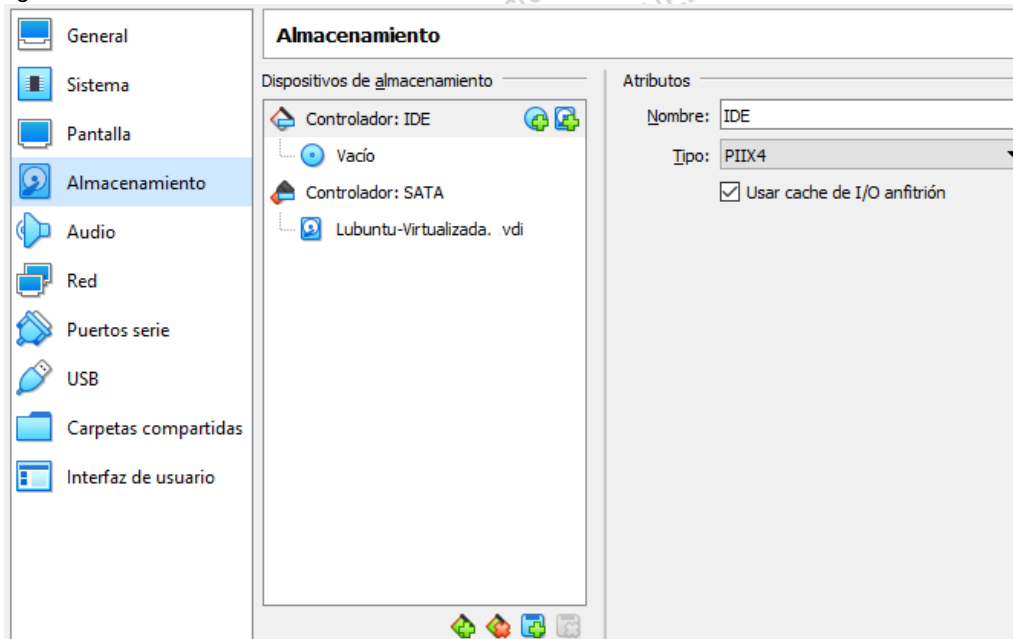 General
Sistema
Pantalla
Almacenamiento
Audio
Red
Puertos serie
USB
Carpetas compartidas
Interfaz de usuario
Almacenamiento
Dispositivos de almacenamiento
Controlador: IDE
Vacío
Controlador: SATA
Lubuntu-Virtualizada. vdi
Atributos
Nombre: IDE
Tipo: PIIX4
Usar cache de I/O anfitrión